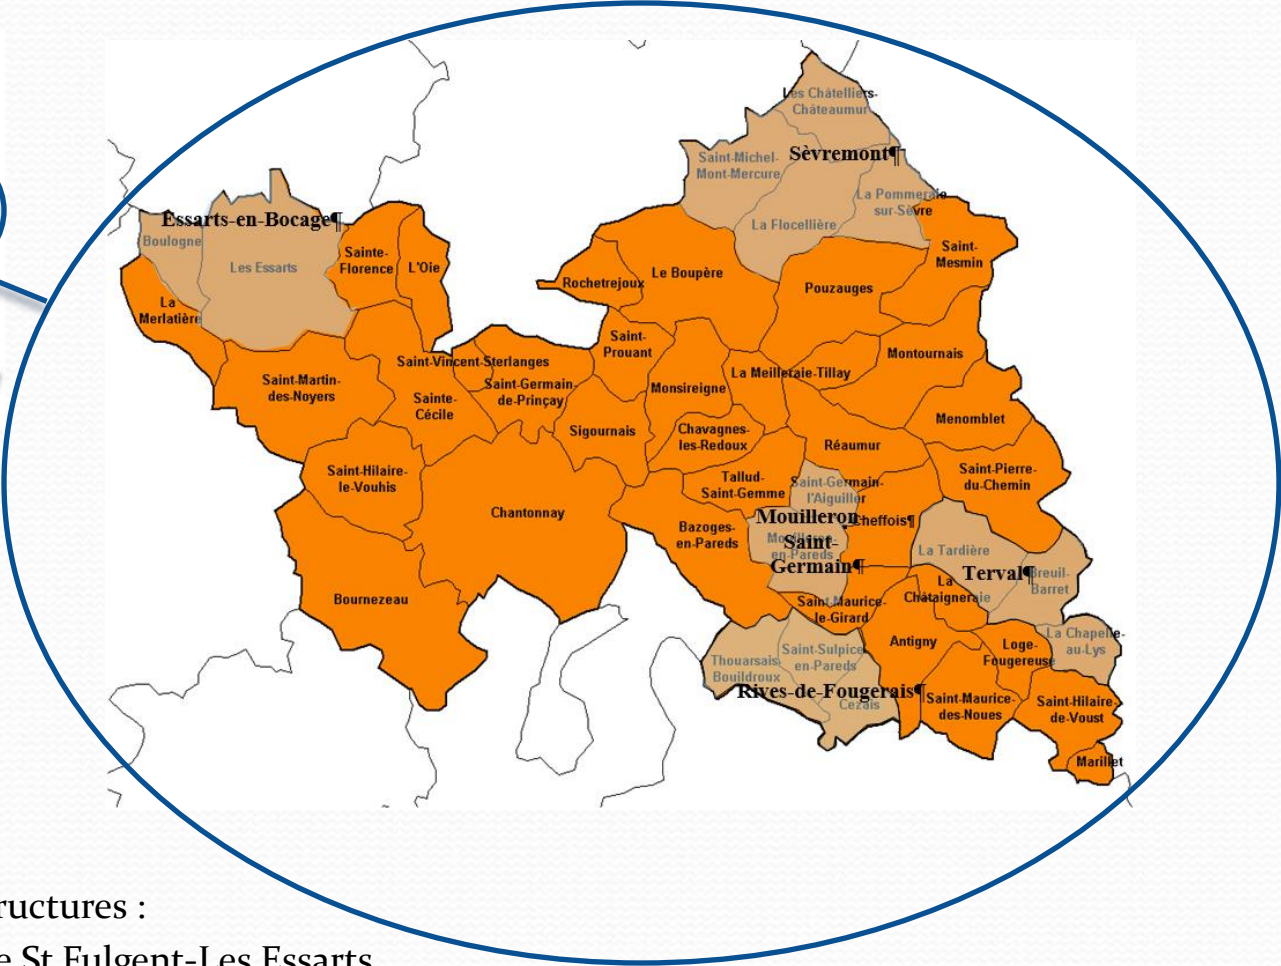 Les Châtelliers-
Châteaumur
Sèvremont¶
Saint-Michel-
Mont-Mercure
La Pommeraie
sur-Sèvre
La Flocellière
Essarts-en-Bocage¶
Boulogne
Les Essarts
Sainte-
Florence
L'Oie
La
Merlatière
Rochetrejoux
Le Boupère
Pouzauges
Saint-
Mesmin
Saint-
Prouant
Montournais
Saint-Vincent-Sterlanges
Saint-Germain-
de-Prinçay
La Meilleraie-Tillay
Monsireigne
Saint-Martin-
des-Noyers
Sainte-
Cécile
Sigournais
Chavagnes-
les-Redoux
Réaumur
Menomblet
Saint-Hilaire-
le-Vouhis
Tallud-
Saint-Gemme
Saint-Germain-
l'Aiguiller
Saint-Pierre-
du-Chemin
Chantonnay
Bazoges-
en-Pareds
Mouilleron
Saint-
Germain¶
en-Pareds
Cheffois¶
La Tardière
Terval¶
Breuil-
Barret
Bournezeau
Saint-Maurice-
le-Girard
La
Châtaigneraie
Antigny
Loge-
Fougereuse
La Chapelle-
au-Lys
Thouarsais-
Bouildroux
Saint-Sulpice
en-Pareds
Rives-de-Fougerais¶
Cezais
Saint-Maurice-
des-Noues
Saint-Hilaire-
de-Voust
Marillet
ructures :
e St Fulgent-Les Essarts